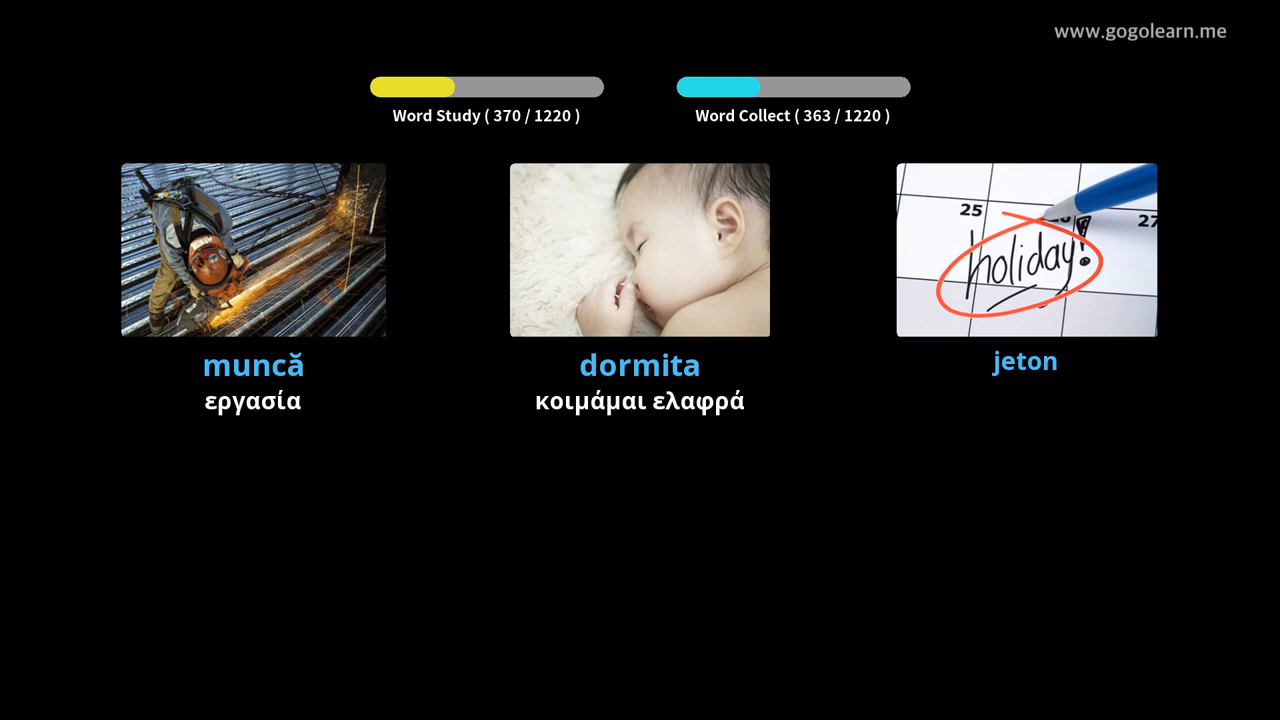 www.gogolearn.me
Word Study ( 370 / 1220 )
Word Collect ( 363 / 1220 )
25
27
holiday!
muncă
dormita
jeton
εργασία
κοιμάμαι ελαφρά